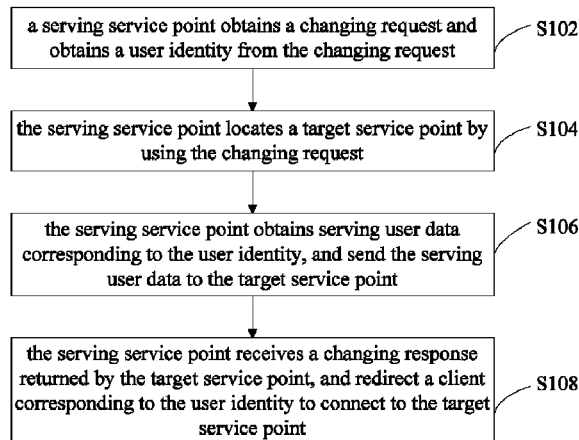 a serving service point obtains a changing request and
obtains a user identity from the changing request
S102
the serving service point locates a target service point by
using the changing request
S104
the serving service point obtains serving user data
corresponding to the user identity, and send the serving
user data to the target service point
S106
the serving service point receives a changing response
returned by the target service point, and redirect a client
corresponding to the user identity to connect to the target
service point
S108